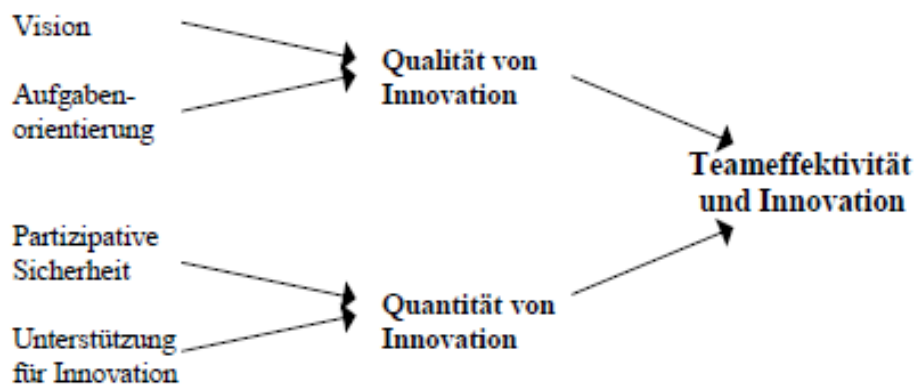 Vision
Aufgaben-
orientierung
Qualität von
Innovation
Teameffektivität
und Innovation
Partizipative
Sicherheit
Unterstützung
für Innovation
Quantität von
Innovation